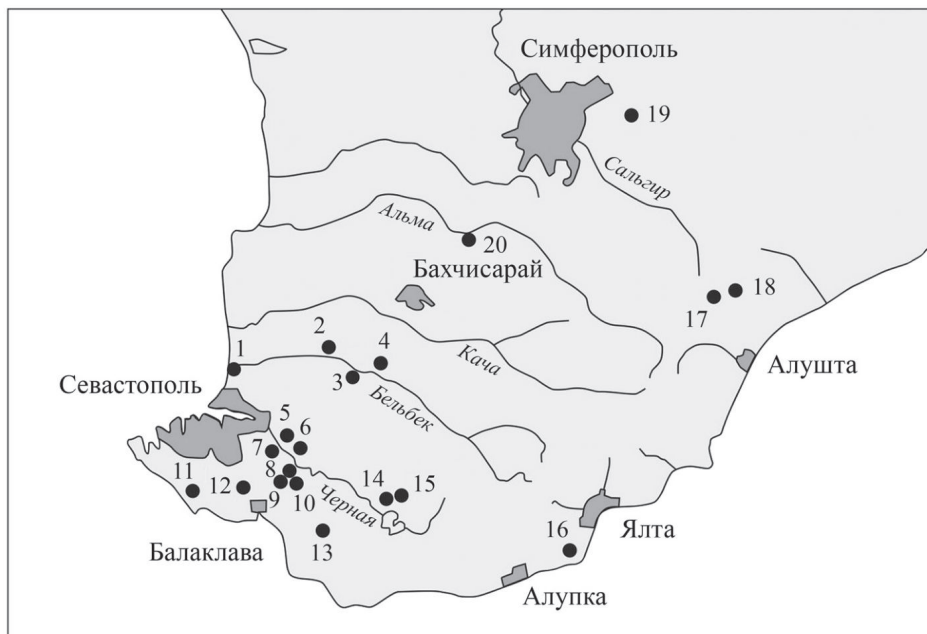 Симферополь
19
Сальгир
Альма
20
Бахчисарай
18
17
2
1
4
Кача
Алушта
3
Севастополь
Бельбек
5
6
7
8
11
12
9
10
14
15
Черная
Ялта
Балаклава
13
16
Алупка